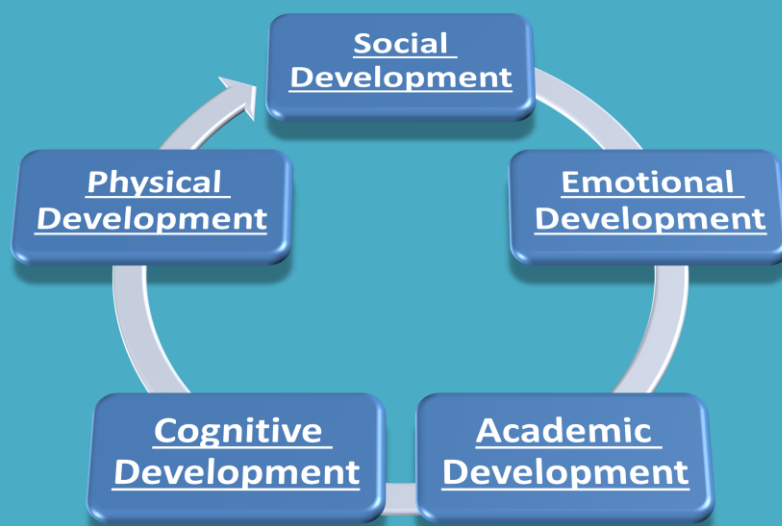 Social
Development
Emotional
Development
Academic
Development
Cognitive
Development
Physical
Development